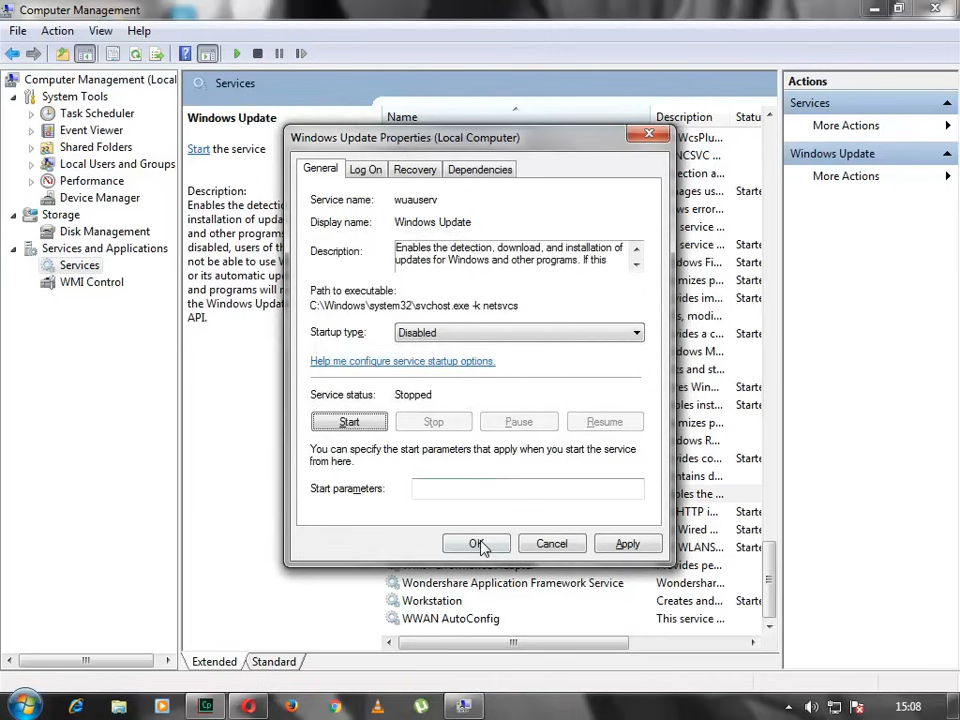 Computer Management
File Action View Help
Computer Management (Local
System Tools
Task Scheduler
Event Viewer
Shared Folders
Local Users and Groups
Performance
Device Manager
Storage
Disk Management
Services and Applications
Services
WMI Control
Services
Windows Update
Start the service
Description:
Enables the detection,
installation of upda
and other programs.
disabled, users of t
not be able to use W
or its automatic up
and programs will n
the Windows Updat
API.
Name Description Statu
WcsPlu...
NCSVC ...
Windows Update Properties (Local Computer)
General Log On Recovery Dependencies
Service name: wuauserv
Display name: Windows Update
Description: Enables the detection, download, and installation of
updates for Windows and other programs. If this
Path to executable:
C:\Windows\system32\svchost.exe -k netsvcs
Startup type: Disabled
Help me configure service startup options.
Service status: Stopped
Start Stop Pause Resume
You can specify the start parameters that apply when you start the service
from here.
Start parameters:
OK Cancel Apply
Wondershare Application Framework Service Wondershar...
Workstation Creates and... Starte
WWAN AutoConfig This service ...
Extended Standard
Actions
Services
More Actions
Windows Update
More Actions
Cp
15:08